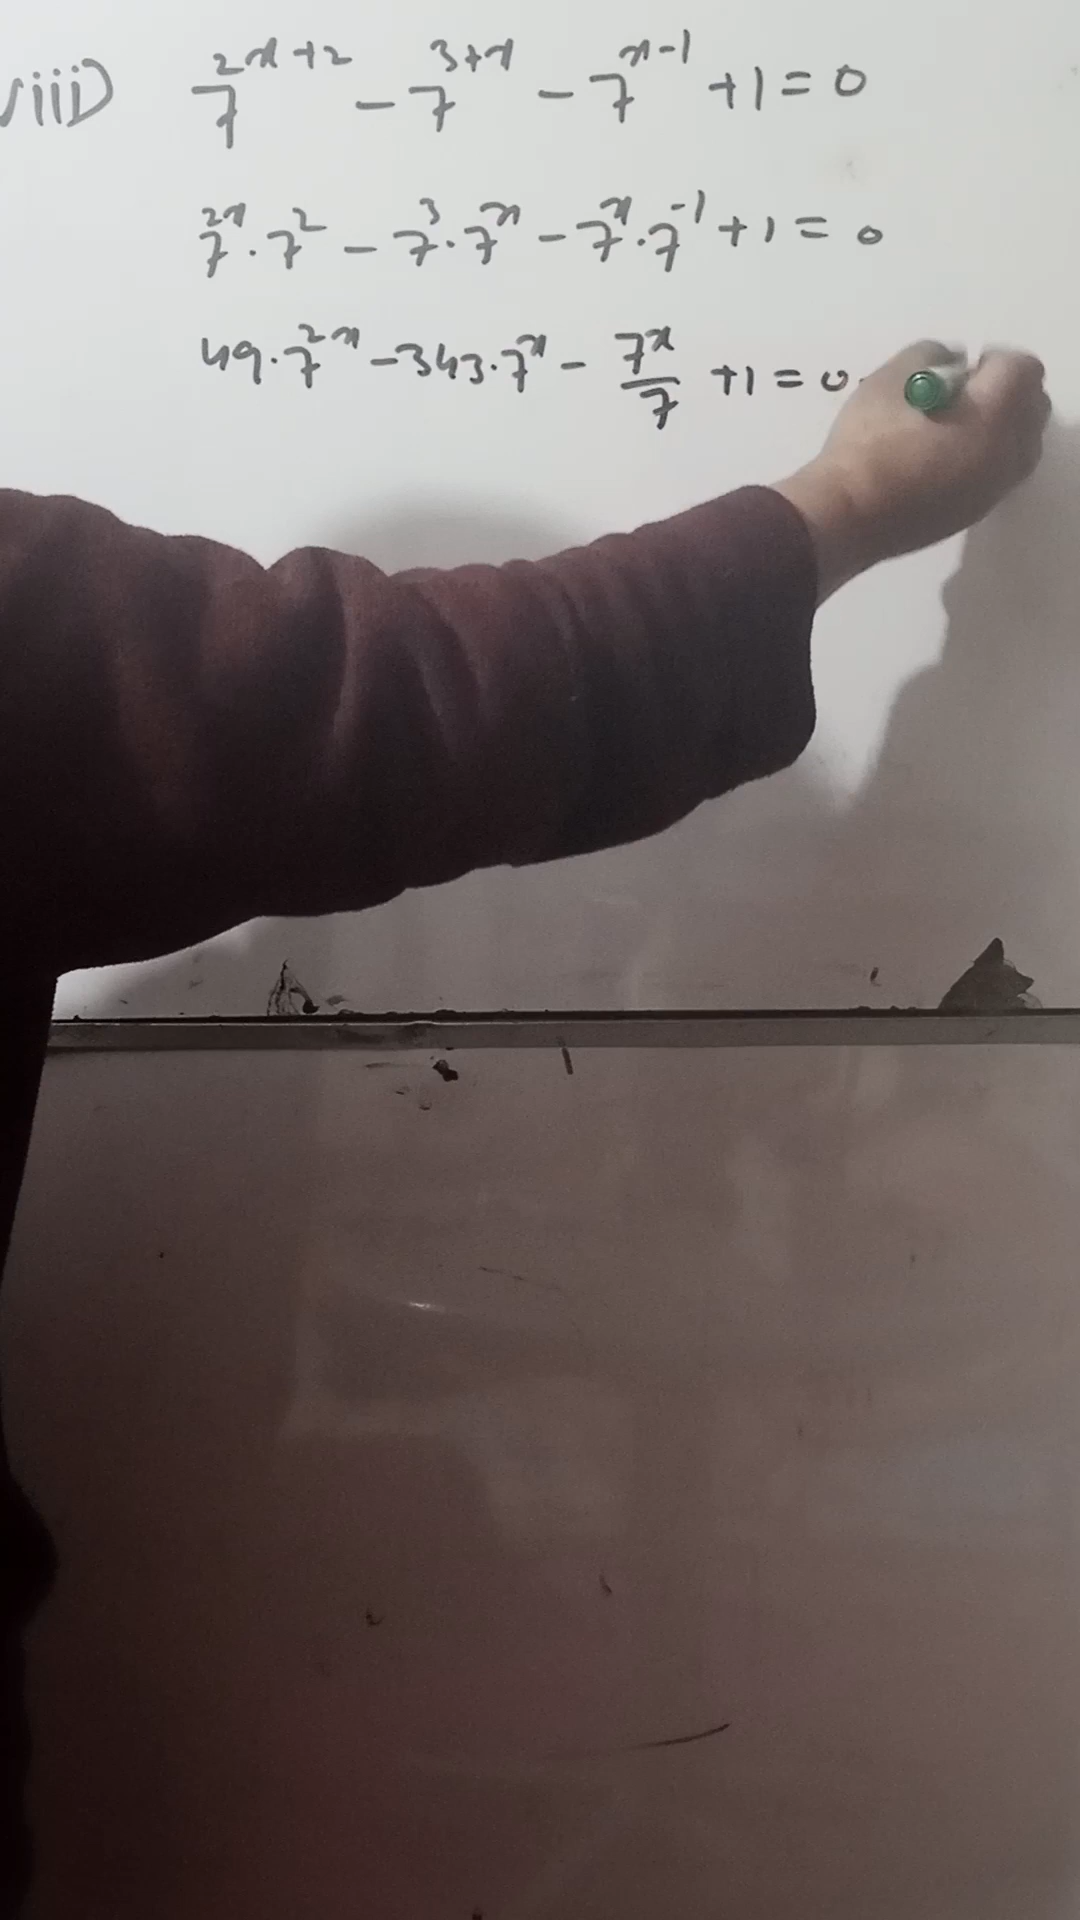 viii) 7^{2x+2} - 7^{3+x} - 7^{x-1} + 1 = 0
7^{2x} · 7^2 - 7^3 · 7^x - 7^x · 7^{-1} + 1 = 0
49 · 7^{2x} - 343 · 7^x - \frac{7^x}{7} + 1 = 0